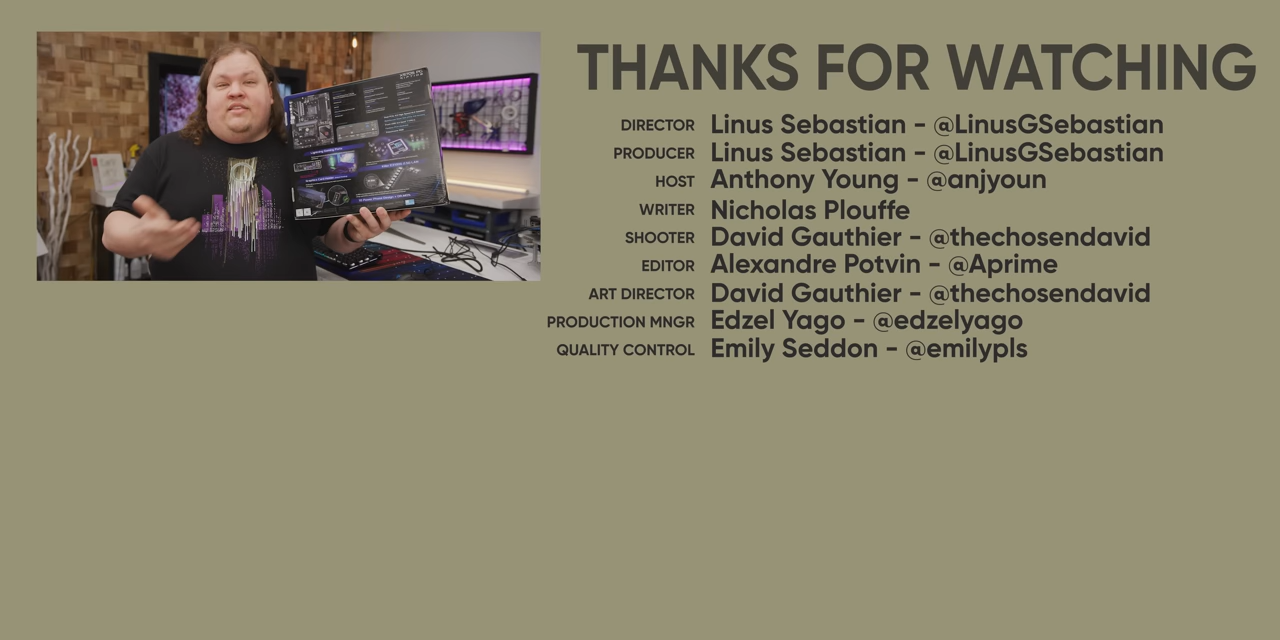 THANKS FOR WATCHING
DIRECTOR Linus Sebastian - @LinusGSebastian
PRODUCER Linus Sebastian - @LinusGSebastian
HOST Anthony Young - @anjyoun
WRITER Nicholas Plouffe
SHOOTER David Gauthier - @thechosendavid
EDITOR Alexandre Potvin - @Aprime
ART DIRECTOR David Gauthier - @thechosendavid
PRODUCTION MNGR Edzel Yago - @edzelyago
QUALITY CONTROL Emily Seddon - @emilypls